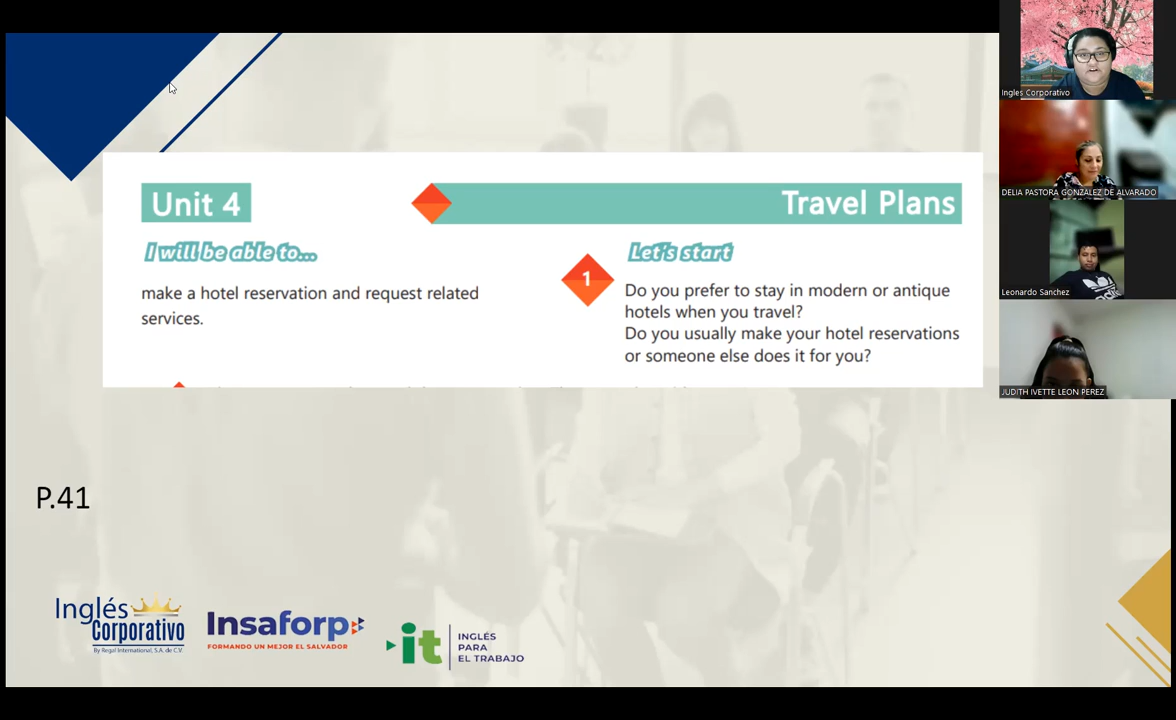 Unit 4
Travel Plans
I will be able to...
make a hotel reservation and request related
services.
Let's start
1
Do you prefer to stay in modern or antique
hotels when you travel?
Do you usually make your hotel reservations
or someone else does it for you?
P.41
Inglés
Corporativo
By Regal International, S.A. de C.V.
Insaforp
FORMANDO UN MEJOR EL SALVADOR
it
INGLÉS
PARA
EL TRABAJO
Ingles Corporativo
DELIA PASTORA GONZALEZ DE ALVARADO
Leonardo Sanchez
JUDITH IVETTE LEON PEREZ